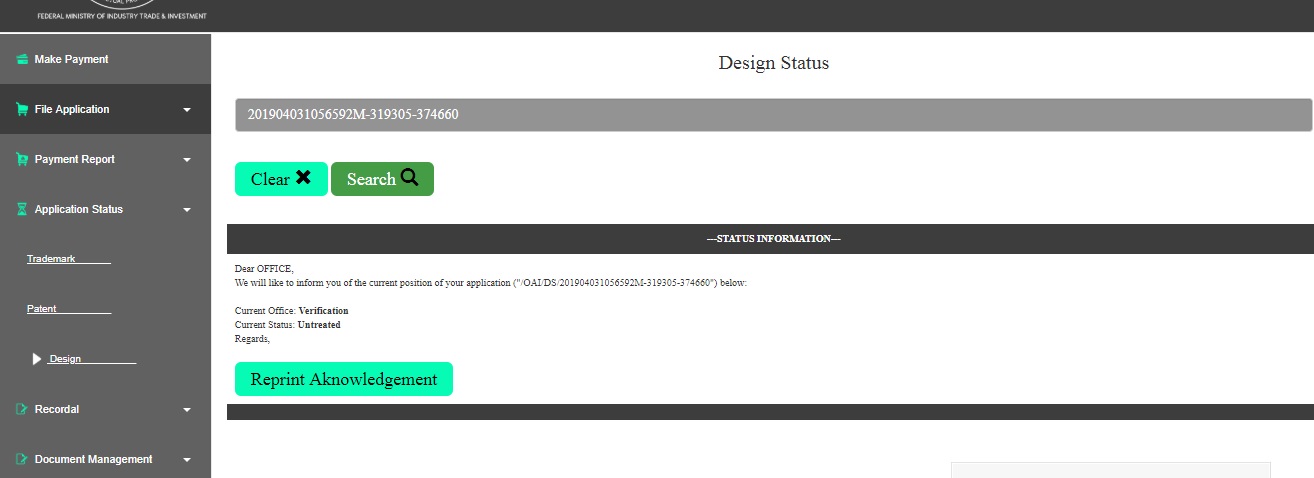 FEDERAL MINISTRY OF INDUSTRY TRADE & INVESTMENT
Make Payment
File Application
Payment Report
Application Status
Trademark
Patent
Design
Recordal
Document Management
Design Status
201904031056592M-319305-374660
Clear
Search
---STATUS INFORMATION---
Dear OFFICE,
We will like to inform you of the current position of your application ("/OAI/DS/201904031056592M-319305-374660") below:
Current Office: Verification
Current Status: Untreated
Regards,
Reprint Aknowledgement